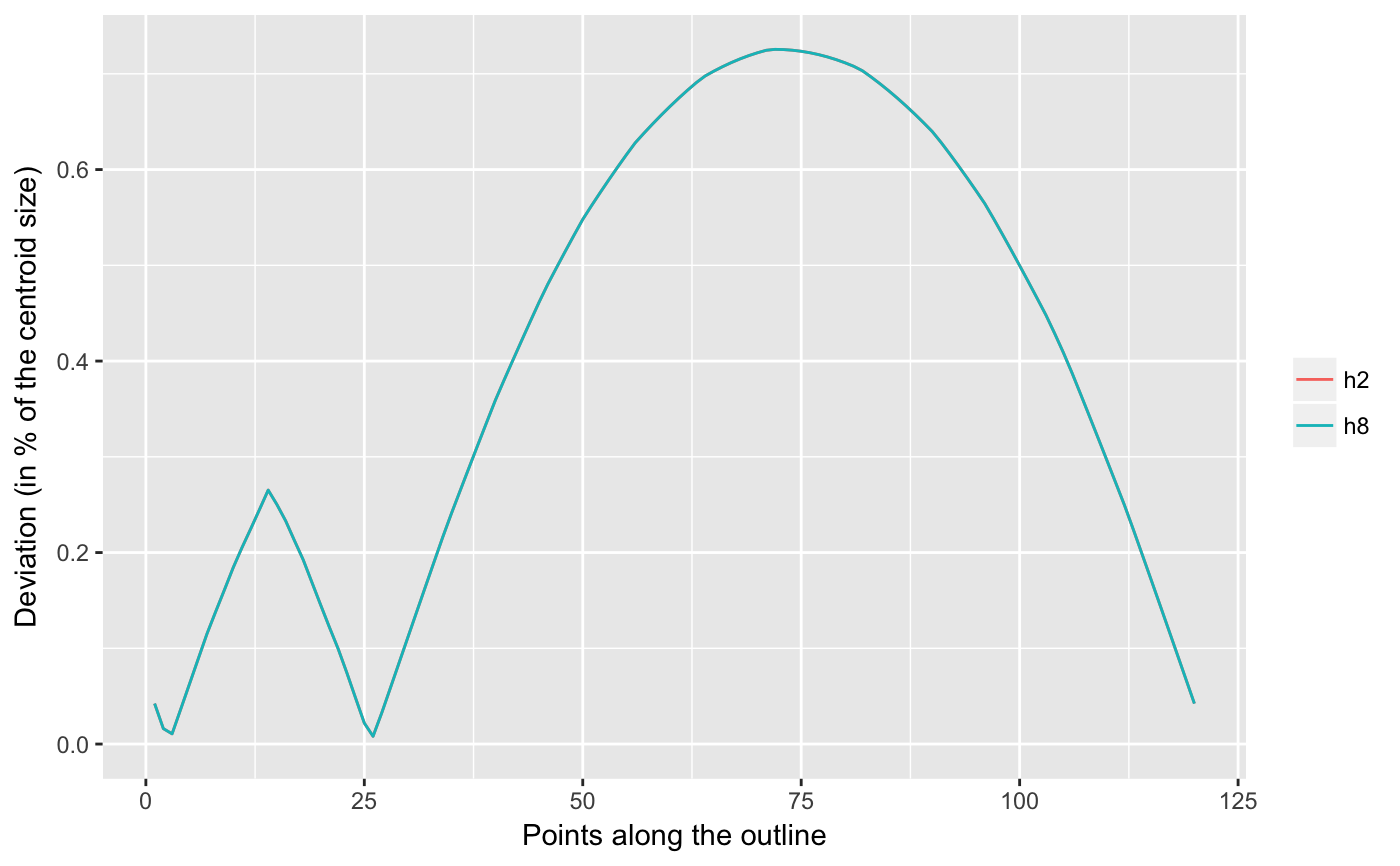 Deviation (in % of the centroid size)
0.6
0.4
0.2
0.0
0 25 50 75 100 125
Points along the outline
h2
h8